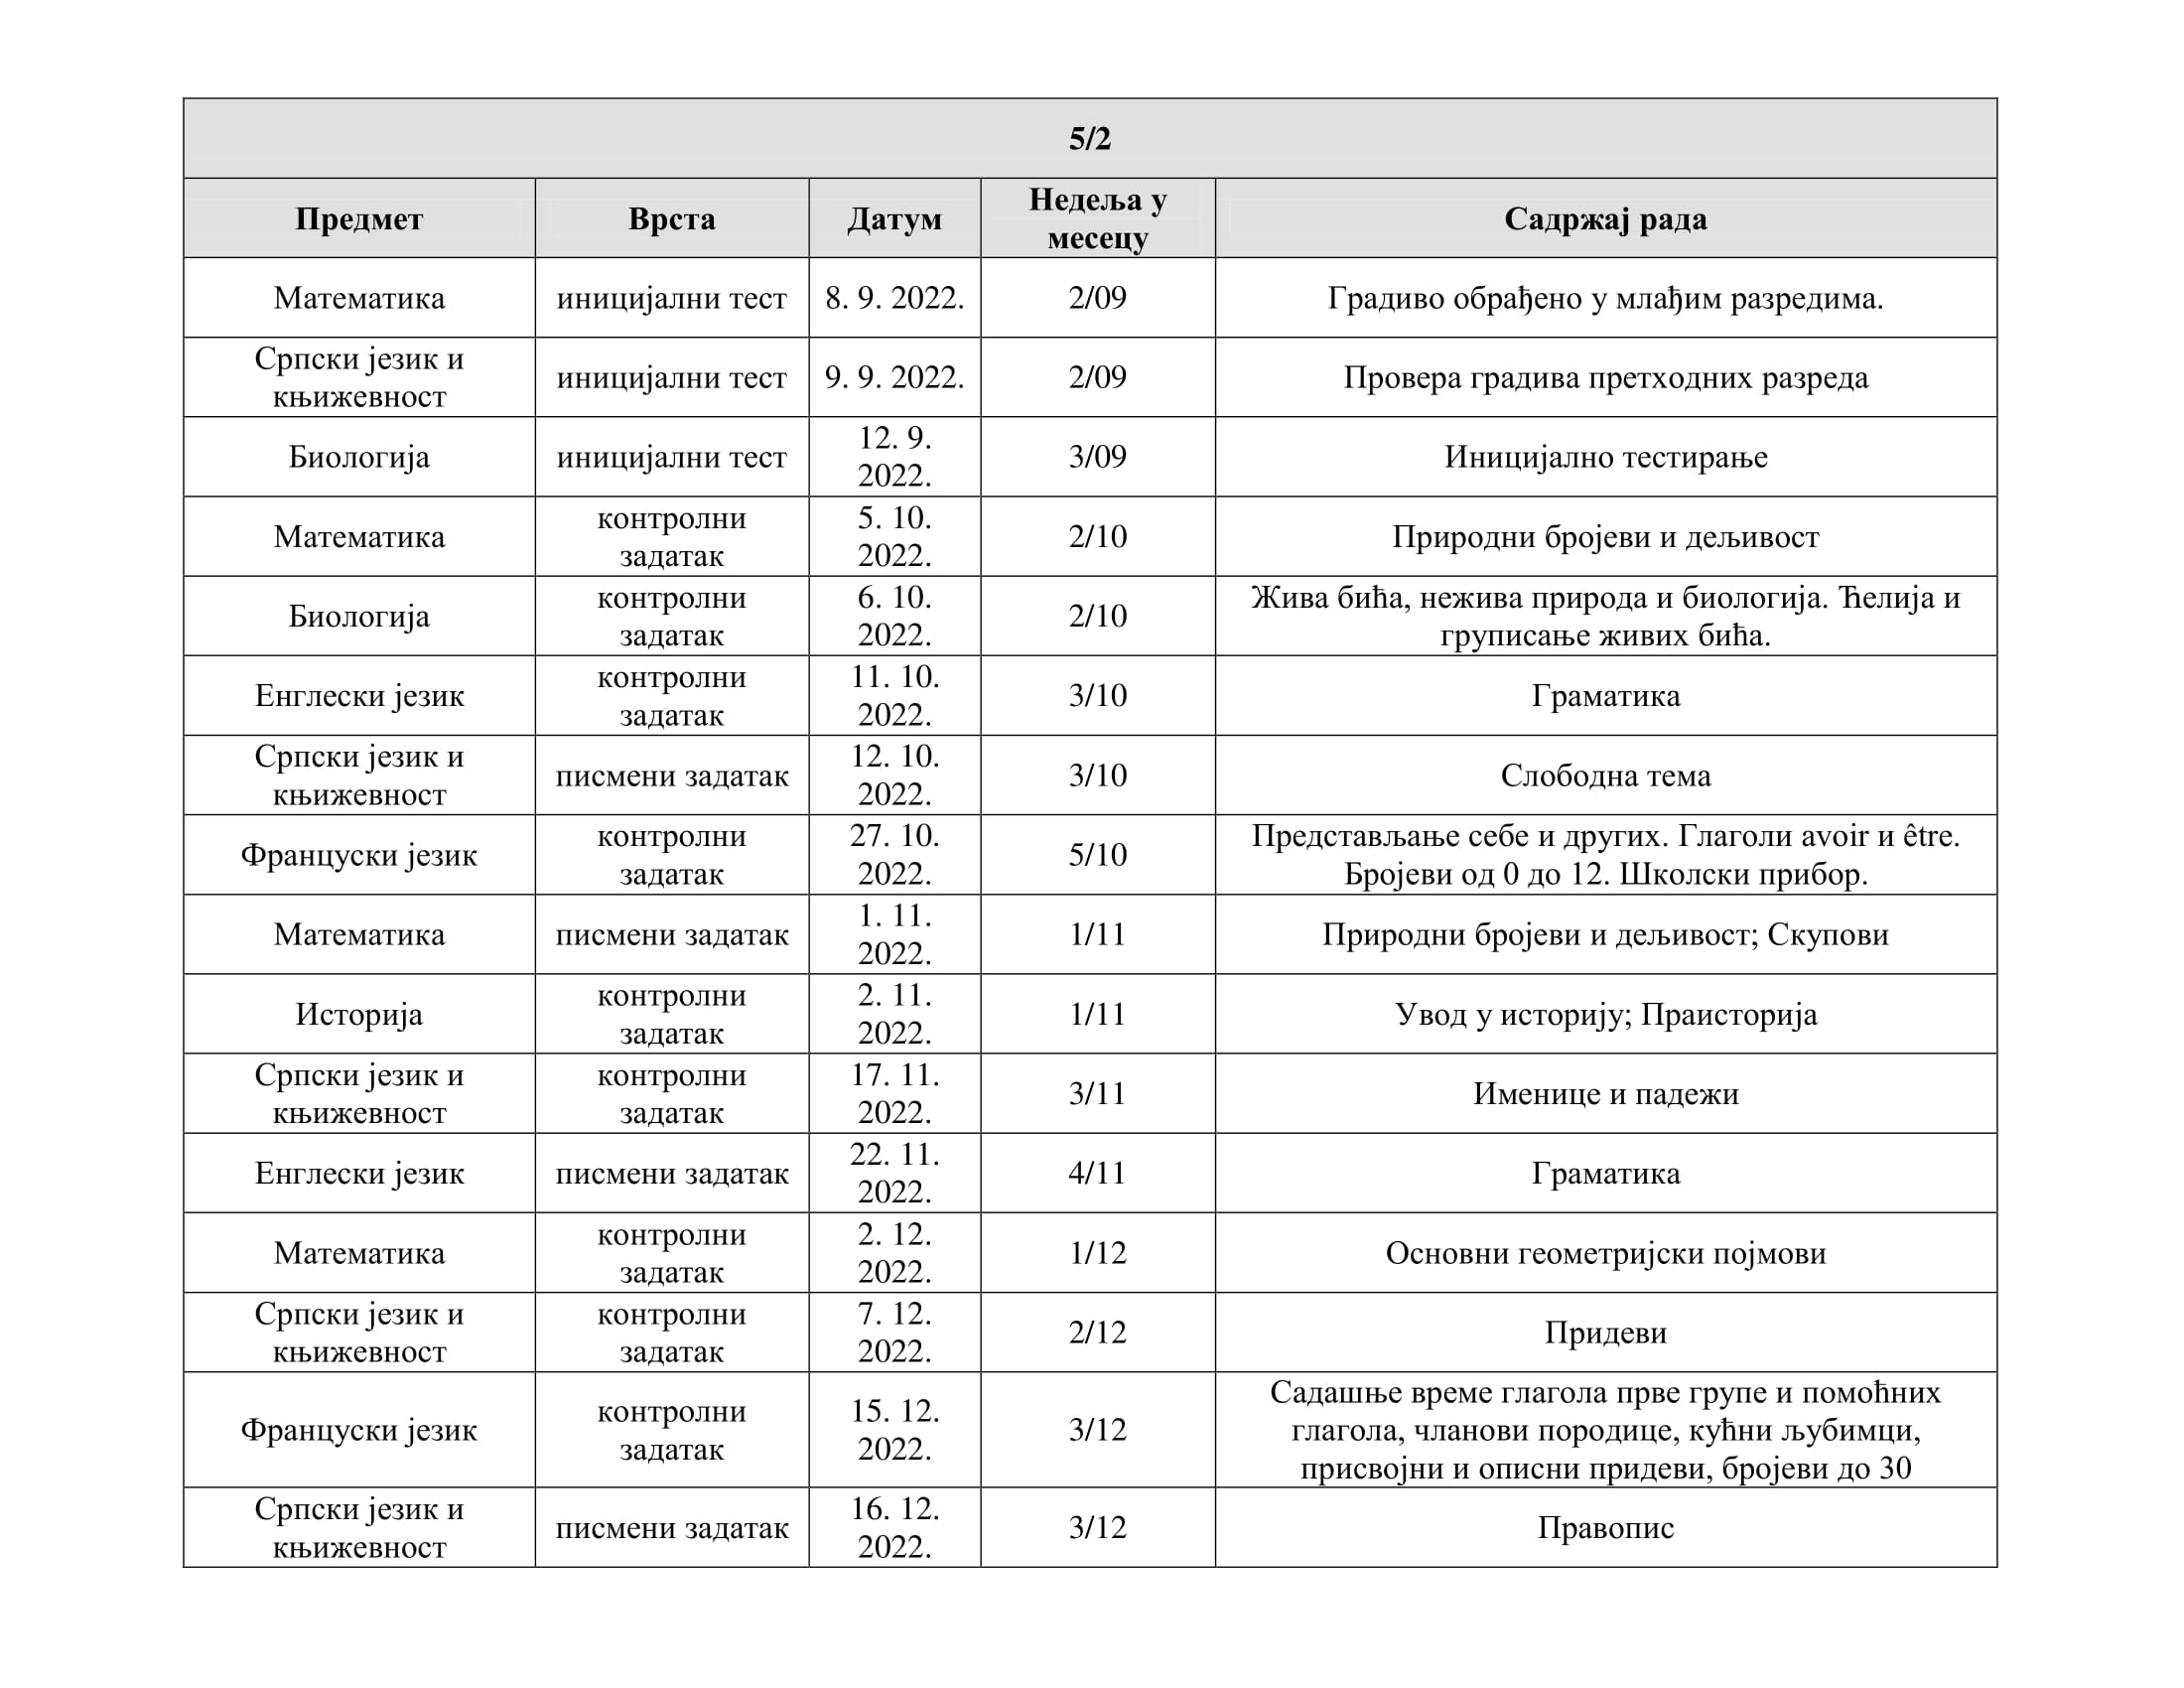 5/2
Предмет
Врста
Датум
Недеља у
месецу
Садржај рада
Математика
иницијални тест
8. 9. 2022.
2/09
Градиво обрађено у млађим разредима.
Српски језик и
књижевност
иницијални тест
9. 9. 2022.
2/09
Провера градива претходних разреда
Биологија
иницијални тест
12. 9.
2022.
3/09
Иницијално тестирање
Математика
контролни
задатак
5. 10.
2022.
2/10
Природни бројеви и дељивост
Биологија
контролни
задатак
6. 10.
2022.
2/10
Жива бића, нежива природа и биологија. Ћелија и
груписање живих бића.
Енглески језик
контролни
задатак
11. 10.
2022.
3/10
Граматика
Српски језик и
књижевност
писмени задатак
12. 10.
2022.
3/10
Слободна тема
Француски језик
контролни
задатак
27. 10.
2022.
5/10
Представљање себе и других. Глаголи avoir и être.
Бројеви од 0 до 12. Школски прибор.
Математика
писмени задатак
1. 11.
2022.
1/11
Природни бројеви и дељивост; Скупови
Историја
контролни
задатак
2. 11.
2022.
1/11
Увод у историју; Праисторија
Српски језик и
књижевност
контролни
задатак
17. 11.
2022.
3/11
Именице и падежи
Енглески језик
писмени задатак
22. 11.
2022.
4/11
Граматика
Математика
контролни
задатак
2. 12.
2022.
1/12
Основни геометријски појмови
Српски језик и
књижевност
контролни
задатак
7. 12.
2022.
2/12
Придеви
Француски језик
контролни
задатак
15. 12.
2022.
3/12
Садашње време глагола прве групе и помоћних
глагола, чланови породице, кућни љубимци,
присвојни и описни придеви, бројеви до 30
Српски језик и
књижевност
писмени задатак
16. 12.
2022.
3/12
Правопис